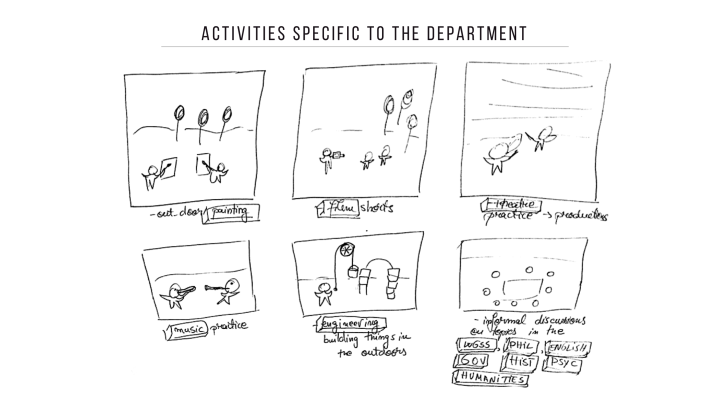 ACTIVITIES SPECIFIC TO THE DEPARTMENT
- out door painting
- film shoots
- theatre
practice → productions
- music practice
- engineering
building things in
the outdoors
- informal discussions
on topics in the
WGSS, PHIL, ENGLISH
GOV HIST PSYC
HUMANITIES